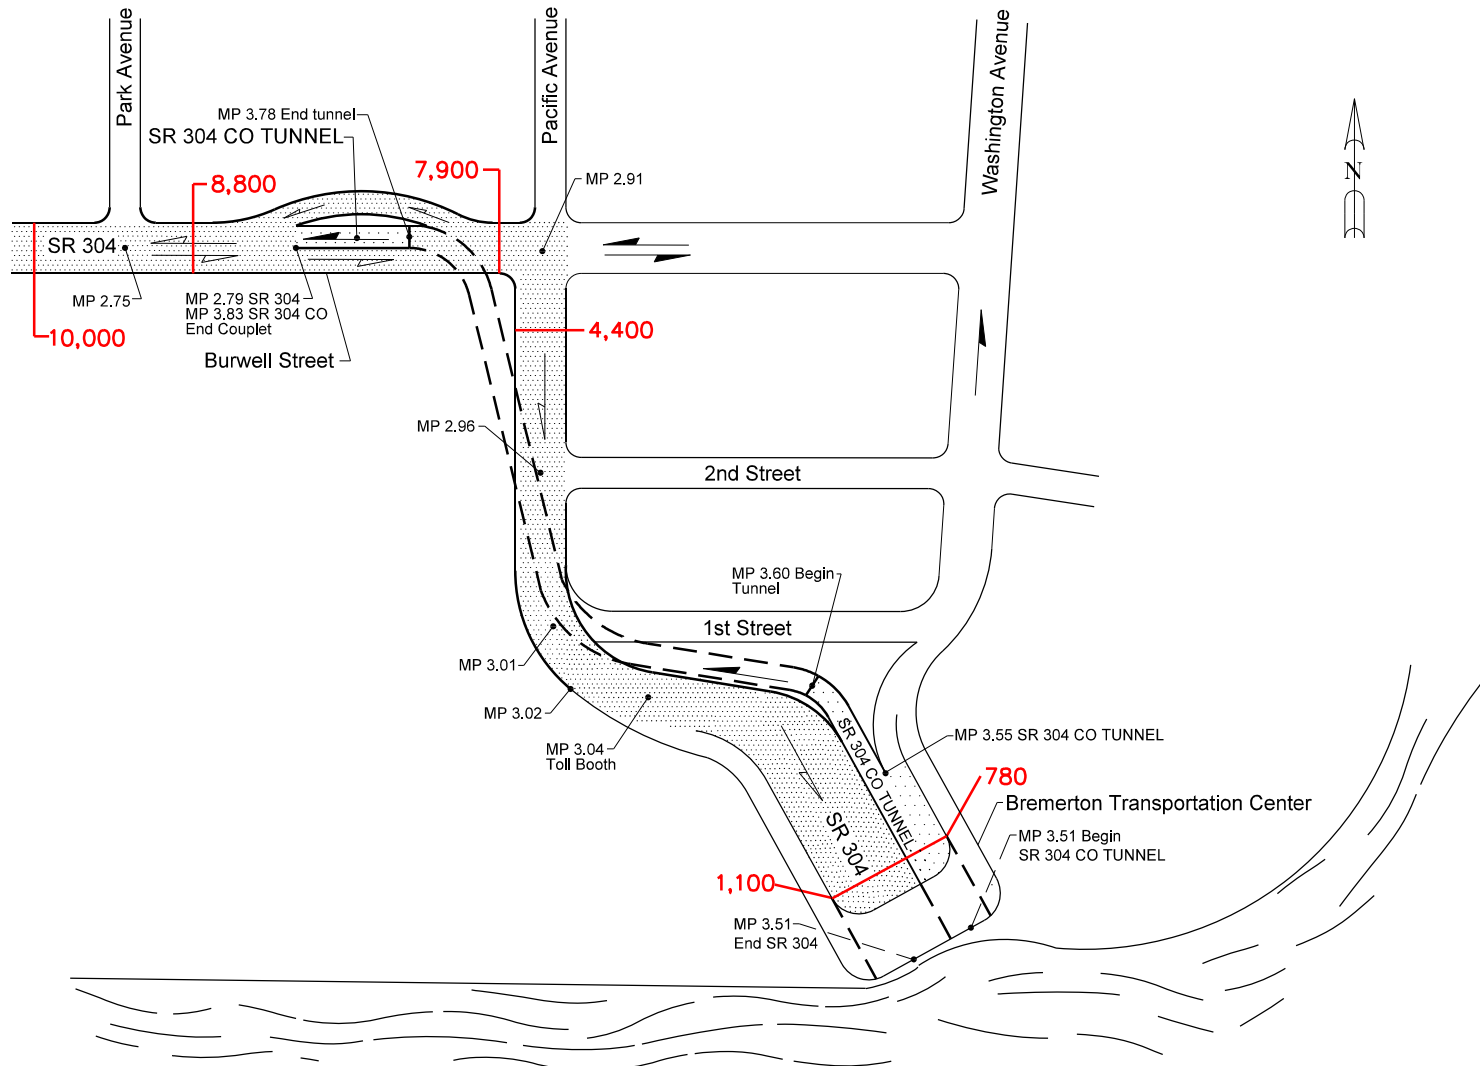 Park Avenue
Pacific Avenue
Washington Avenue
MP 3.78 End tunnel
SR 304 CO TUNNEL
7,900
8,800
MP 2.91
N
SR 304
MP 2.75
MP 2.79 SR 304
MP 3.83 SR 304 CO
End Couplet
10,000
4,400
Burwell Street
MP 2.96
2nd Street
MP 3.60 Begin
Tunnel
1st Street
MP 3.01
MP 3.02
MP 3.04
Toll Booth
SR 304 CO TUNNEL
MP 3.55 SR 304 CO TUNNEL
780
Bremerton Transportation Center
SR 304
MP 3.51 Begin
SR 304 CO TUNNEL
1,100
MP 3.51
End SR 304